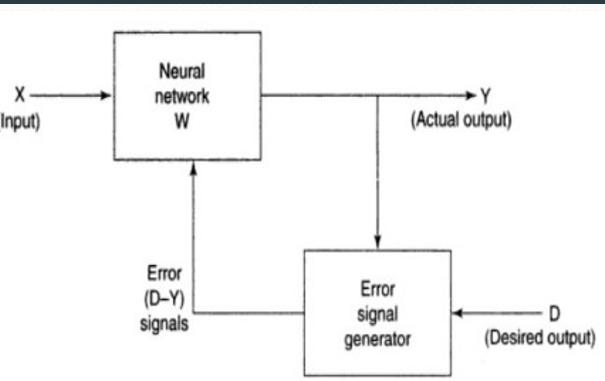 Neural
network
W
X
Input)
Y
(Actual output)
Error
(D–Y)
signals
Error
signal
generator
D
(Desired output)